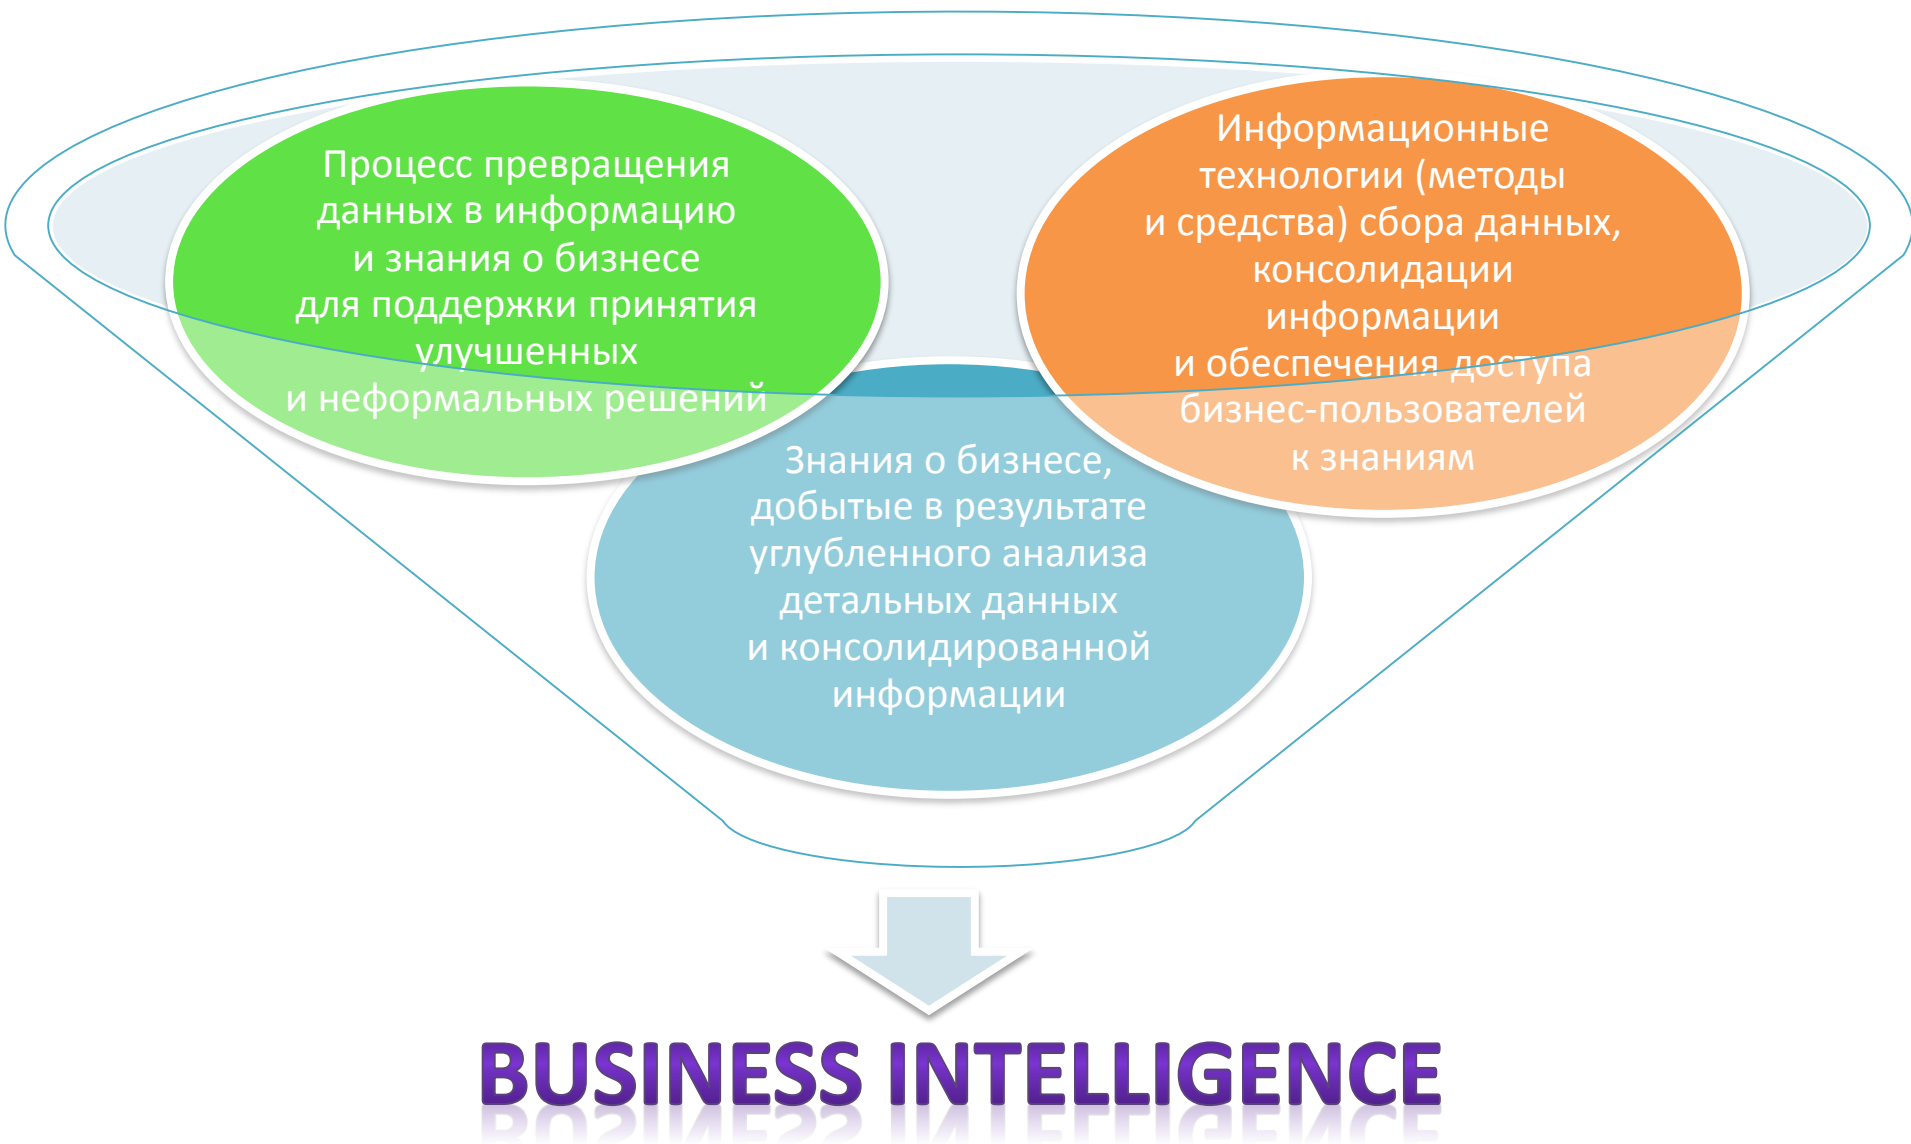 Процесс превращения
данных в информацию
и знания о бизнесе
для поддержки принятия
улучшенных
и неформальных решений
Информационные
технологии (методы
и средства) сбора данных,
консолидации
информации
и обеспечения доступа
бизнес-пользователей
к знаниям
Знания о бизнесе,
добытые в результате
углубленного анализа
детальных данных
и консолидированной
информации
BUSINESS INTELLIGENCE